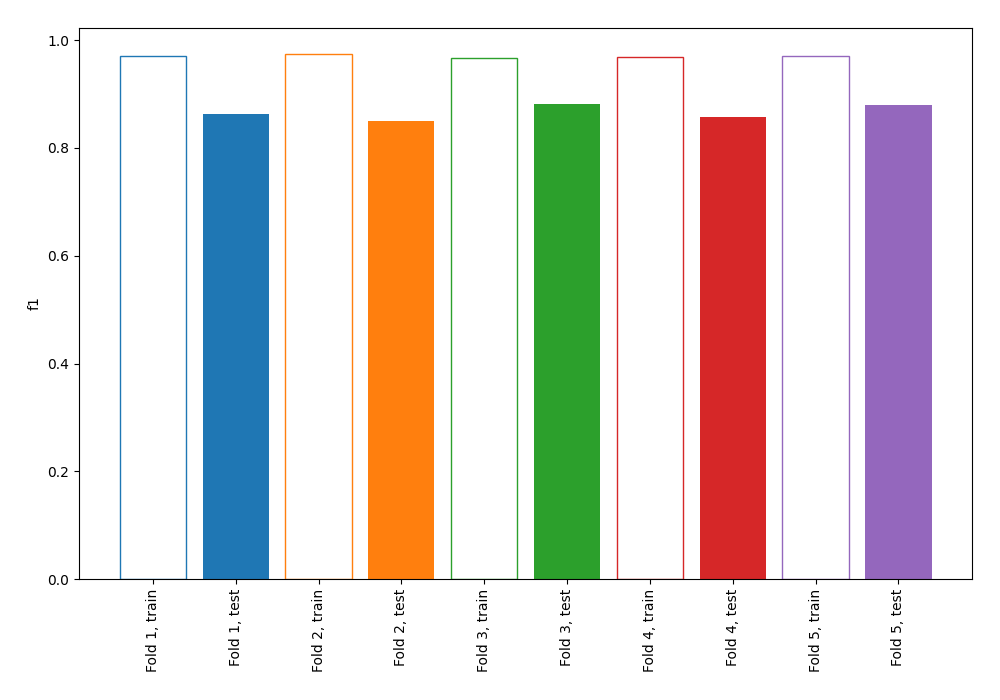 1.0
0.8
0.6
0.4
0.2
0.0
f1
Fold 1, train
Fold 1, test
Fold 2, train
Fold 2, test
Fold 3, train
Fold 3, test
Fold 4, train
Fold 4, test
Fold 5, train
Fold 5, test